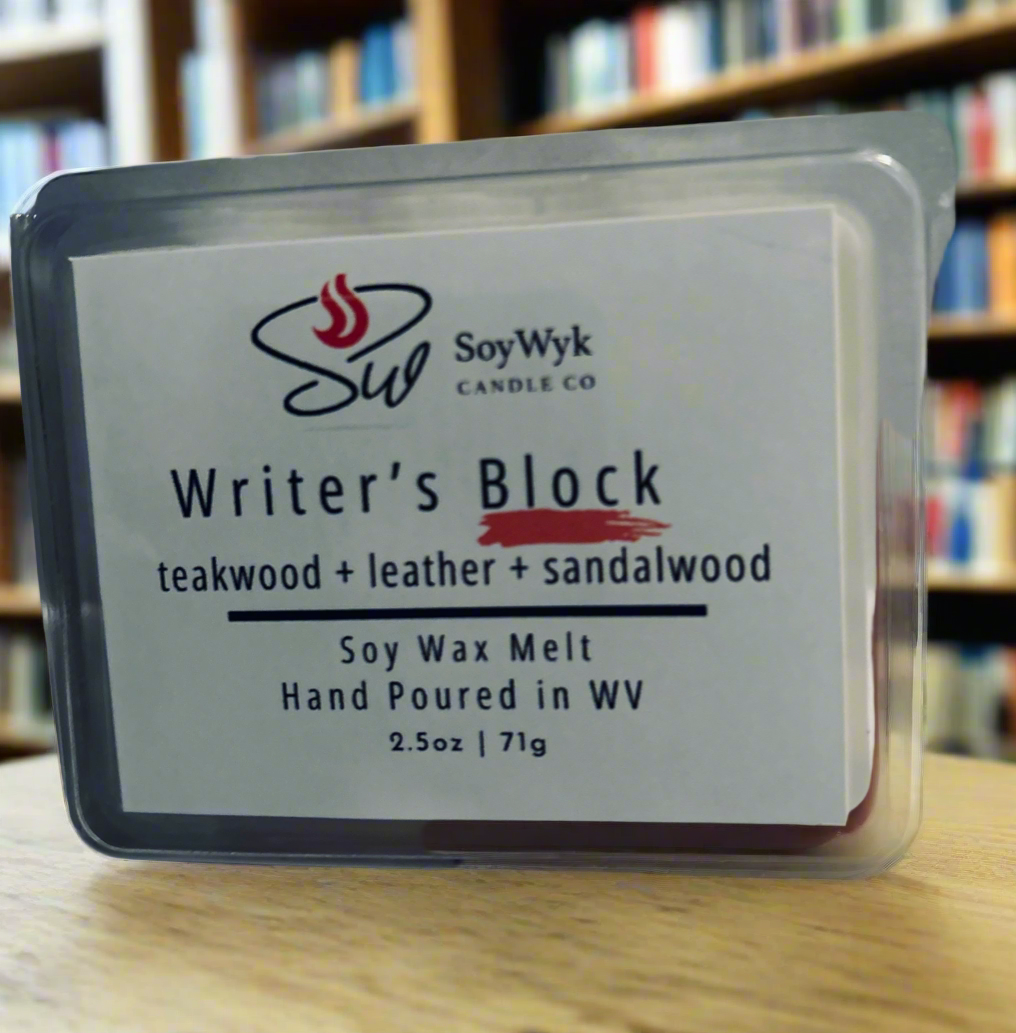 Sw
SoyWyk
CANDLE CO
Writer's Block
teakwood + leather + sandalwood
Soy Wax Melt
Hand Poured in WV
2.5oz | 71g